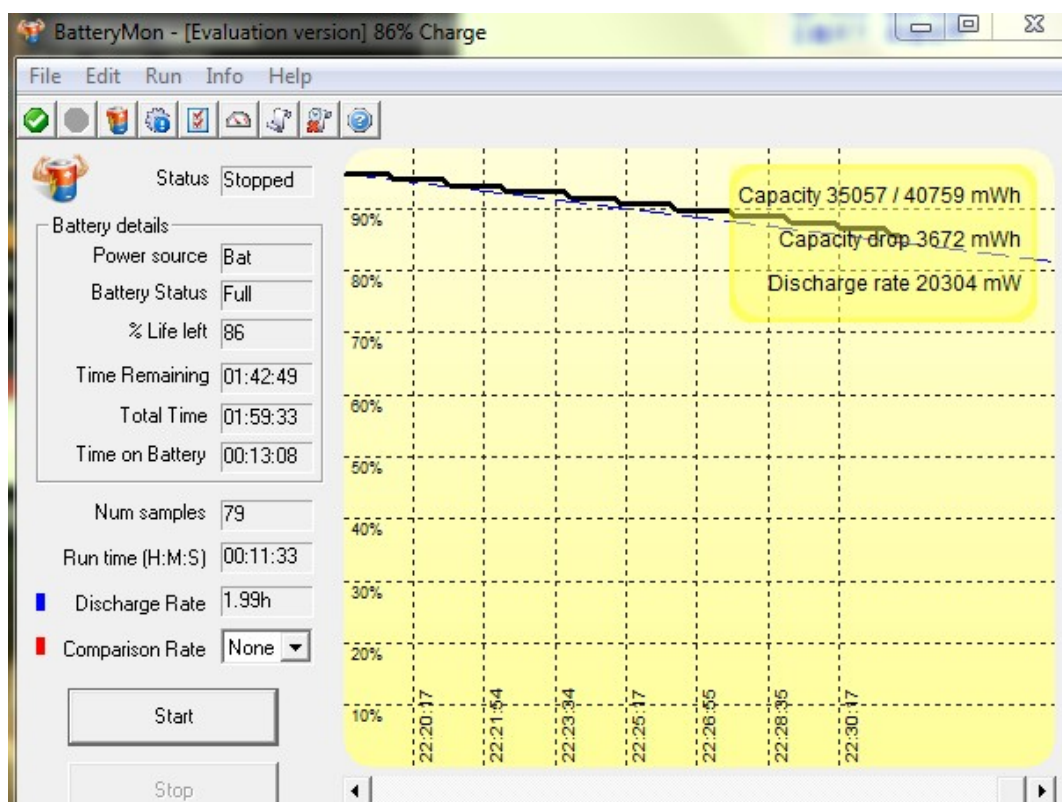 BatteryMon - [Evaluation version] 86% Charge
File Edit Run Info Help
Status Stopped
Battery details
Power source Bat
Battery Status Full
% Life left 86
Time Remaining 01:42:49
Total Time 01:59:33
Time on Battery 00:13:08
Num samples 79
Run time (H:M:S) 00:11:33
Discharge Rate 1.99h
Comparison Rate None
Start
Stop
Capacity 35057 / 40759 mWh
Capacity drop 3672 mWh
Discharge rate 20304 mW
90%
80%
70%
60%
50%
40%
30%
20%
10%
22:20:17
22:21:54
22:23:34
22:25:17
22:26:55
22:28:35
22:30:17